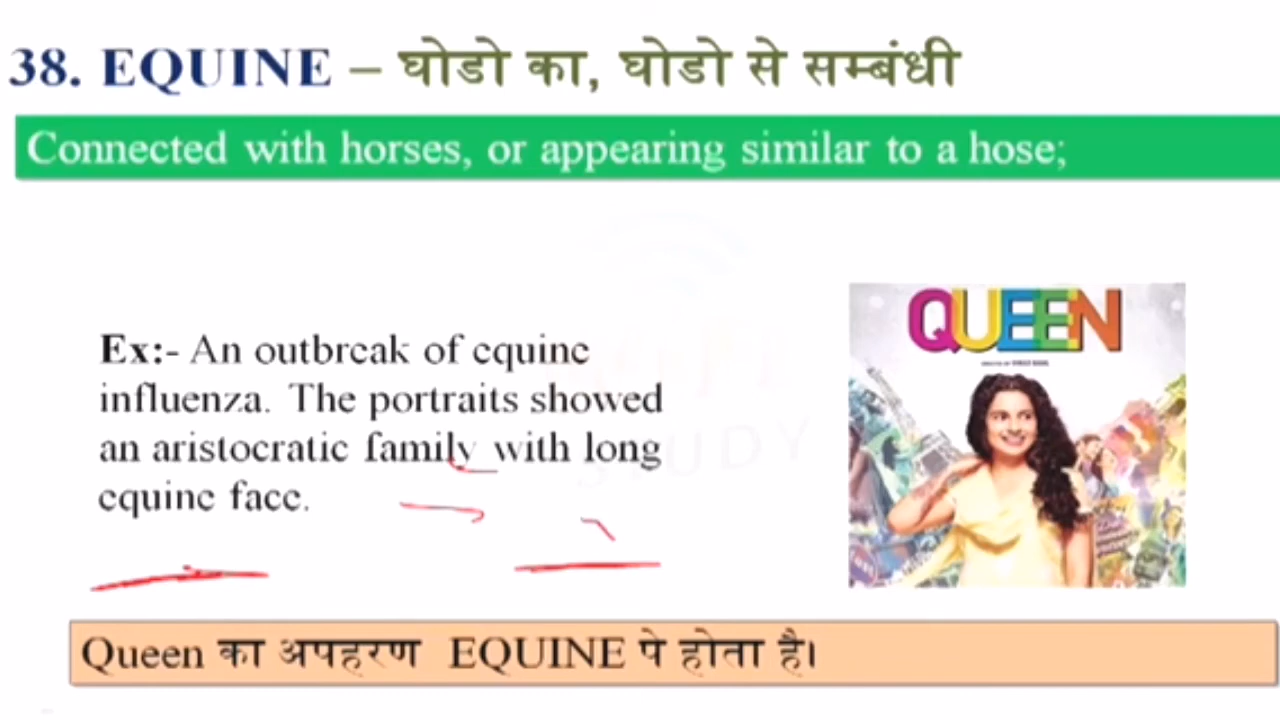 38. EQUINE – घोडो का, घोडो से सम्बंधी
Connected with horses, or appearing similar to a hose;
QUEEN
Ex:- An outbreak of equine
influenza. The portraits showed
an aristocratic family with long
equine face.
STUDY
Queen का अपहरण EQUINE पे होता है।